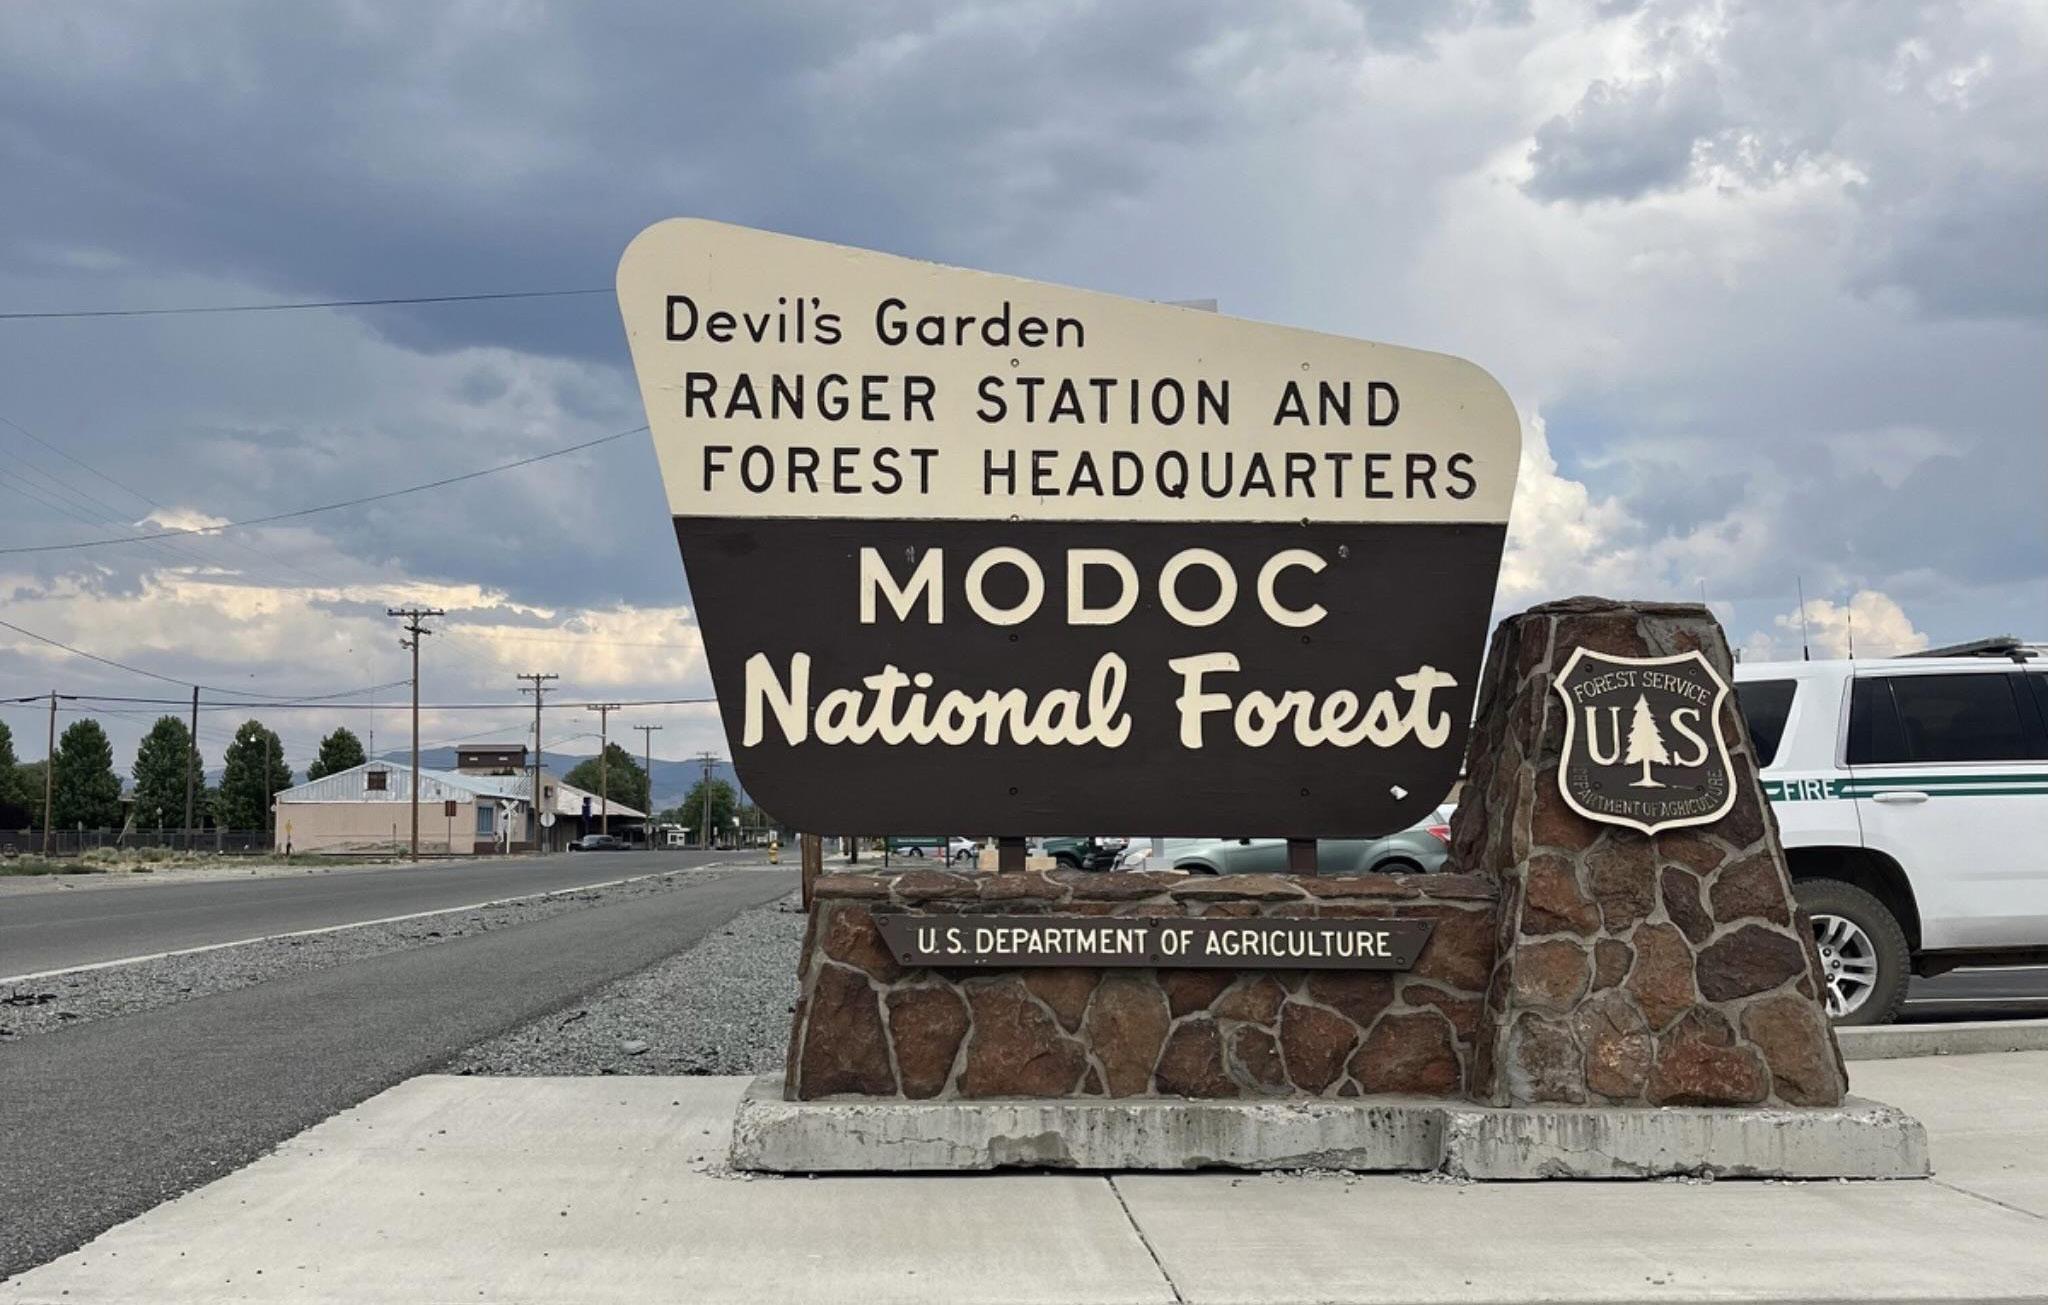 Devil's Garden
RANGER STATION AND
FOREST HEADQUARTERS
MODOC
National Forest
FOREST SERVICE
U S
DEPARTMENT OF AGRICULTURE
FIRE
U.S. DEPARTMENT OF AGRICULTURE